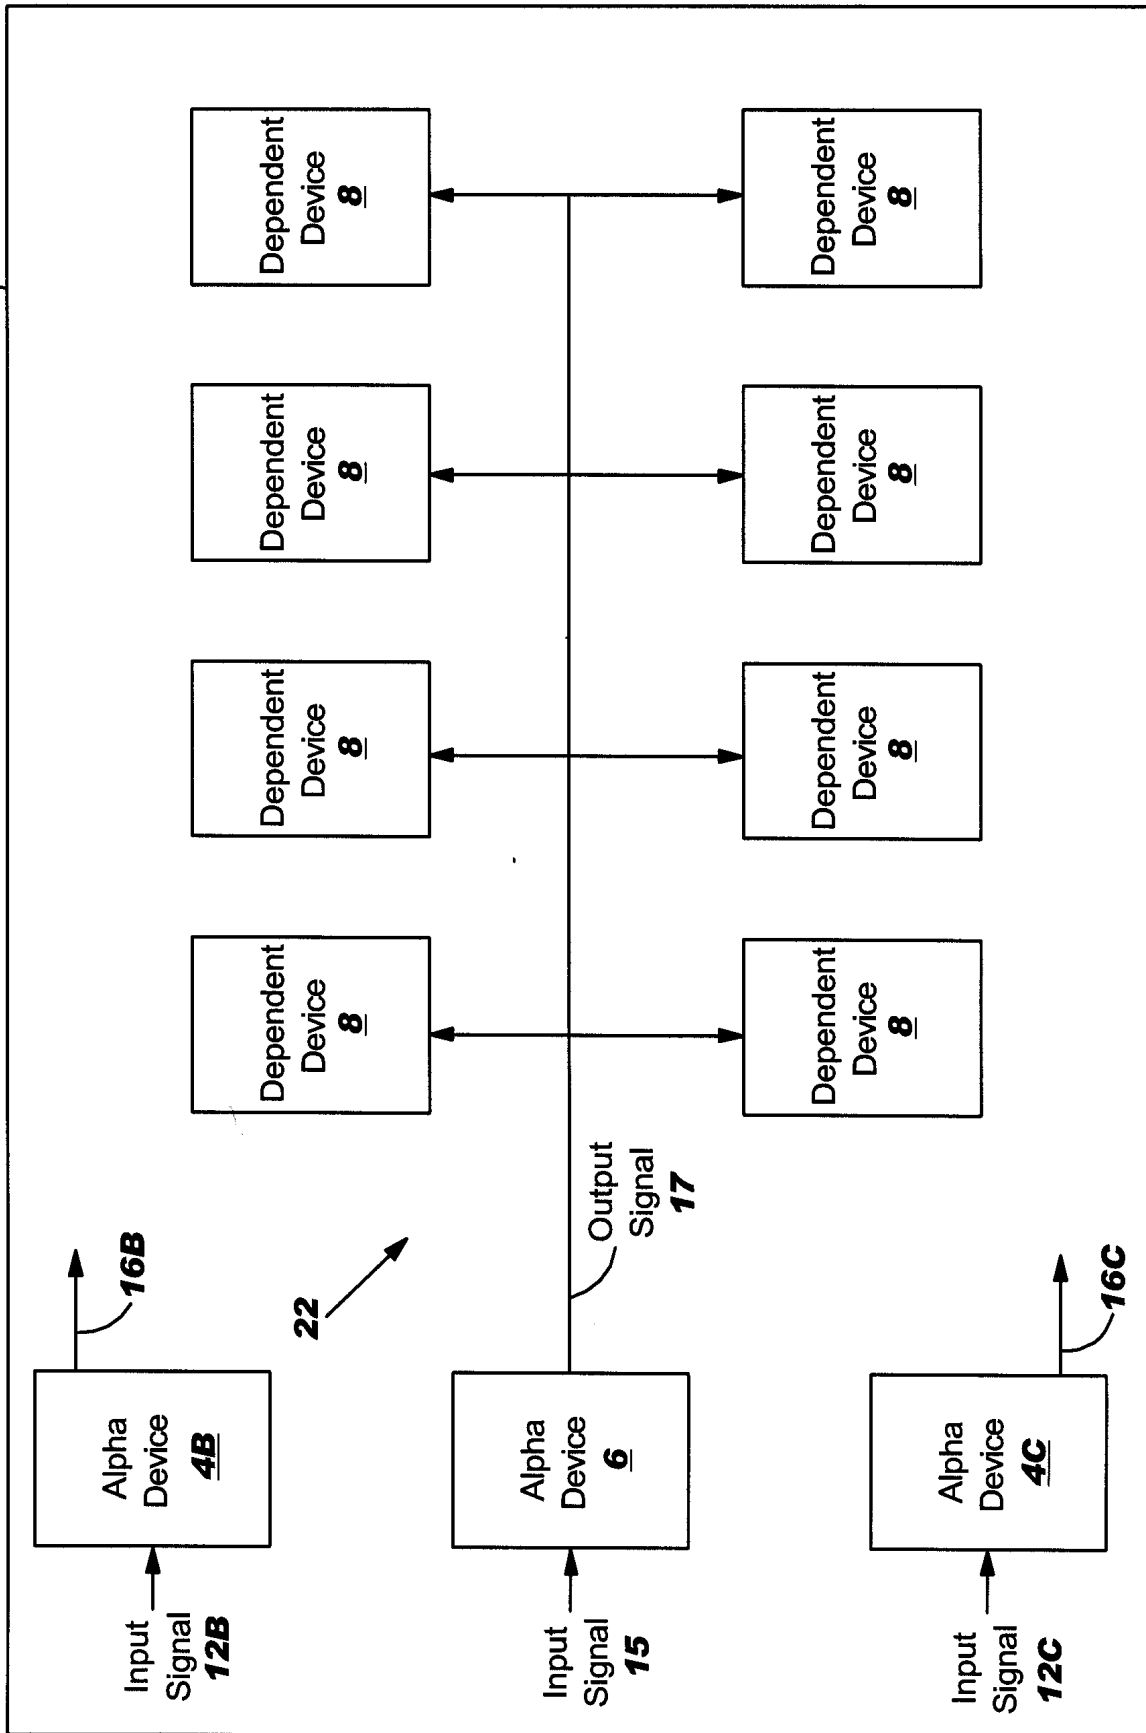 Input
Signal
12B
Alpha
Device
4B
16B
Dependent
Device
8
Dependent
Device
8
Dependent
Device
8
Dependent
Device
8
22
Input
Signal
15
Alpha
Device
6
Output
Signal
17
Input
Signal
12C
Alpha
Device
4C
16C
Dependent
Device
8
Dependent
Device
8
Dependent
Device
8
Dependent
Device
8